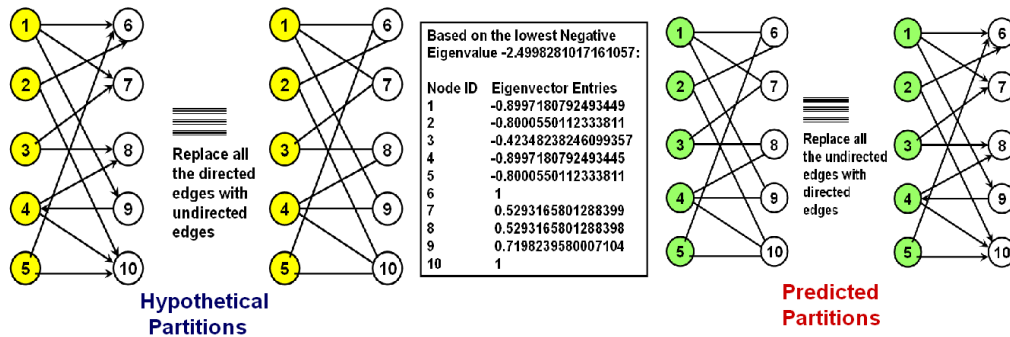 1
2
3
4
5
6
7
8
9
10
Replace all
the directed
edges with
undirected
edges
1
2
3
4
5
6
7
8
9
10
Hypothetical
Partitions
Based on the lowest Negative
Eigenvalue -2.4998281017161057:
Node ID Eigenvector Entries
1 -0.8997180792493449
2 -0.8000550112333811
3 -0.42348238246099357
4 -0.8997180792493445
5 -0.8000550112333811
6 1
7 0.5293165801288399
8 0.5293165801288398
9 0.7198239580007104
10 1
1
2
3
4
5
6
7
8
9
10
Replace all
the undirected
edges with
directed
edges
1
2
3
4
5
6
7
8
9
10
Predicted
Partitions